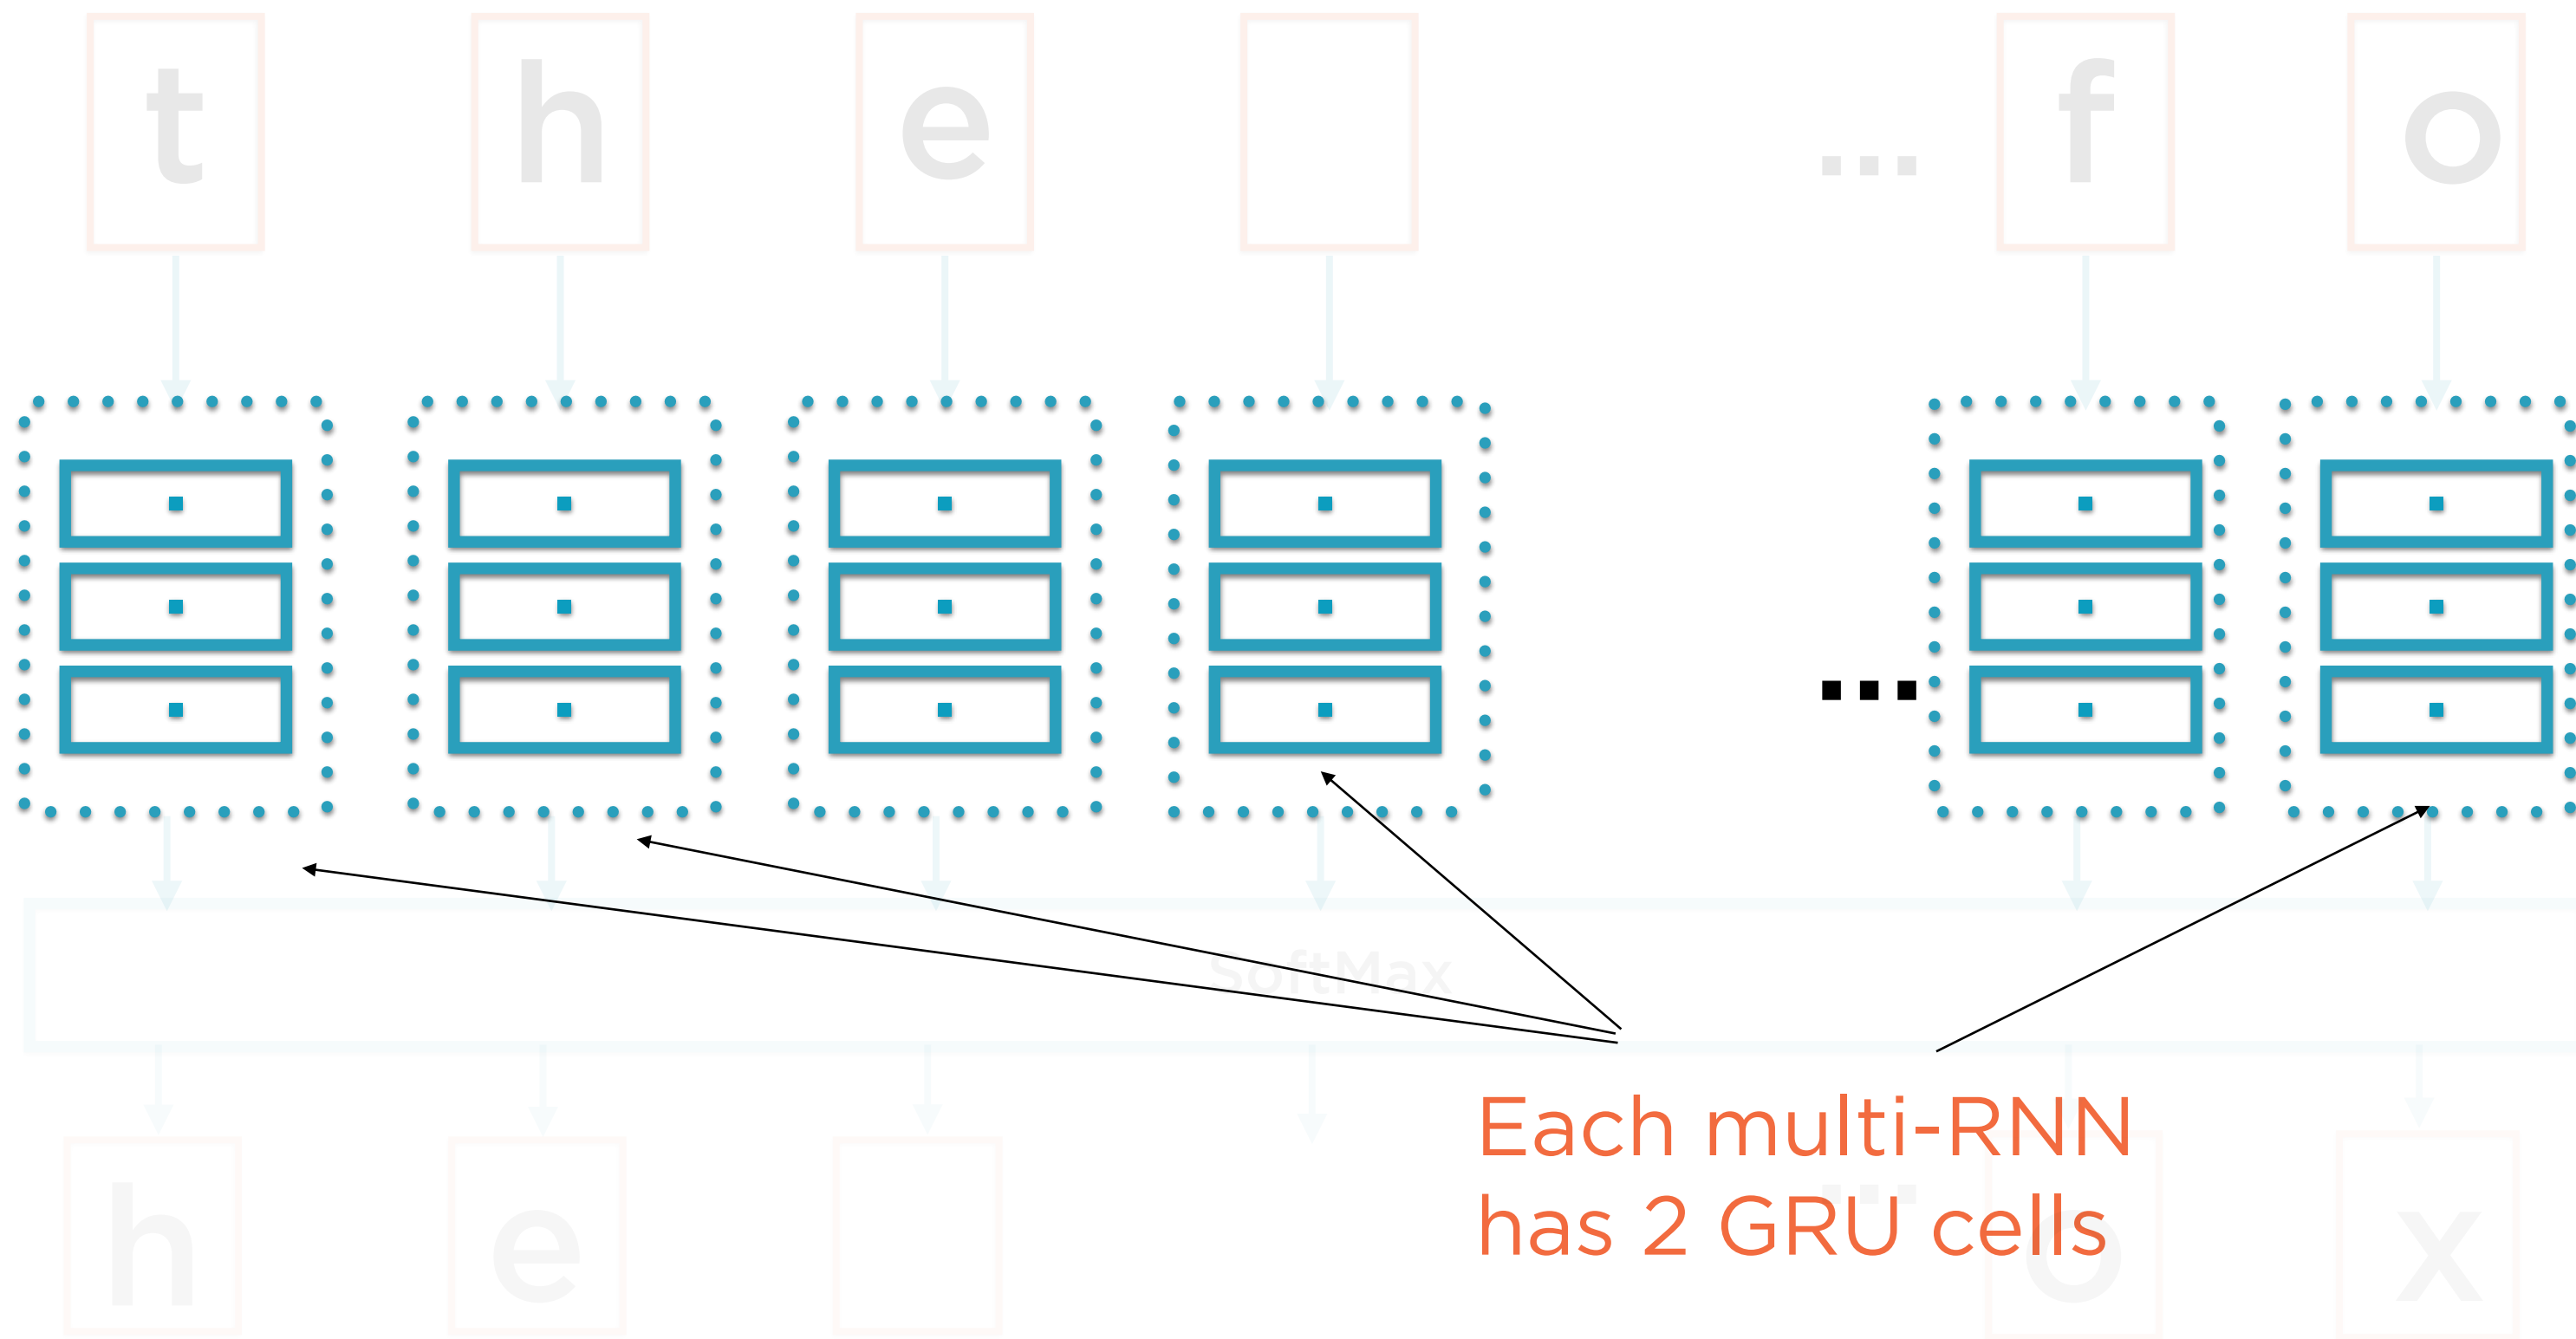 t h e ... f o
...
SoftMax
Each multi-RNN
has 2 GRU cells
h e ... o x